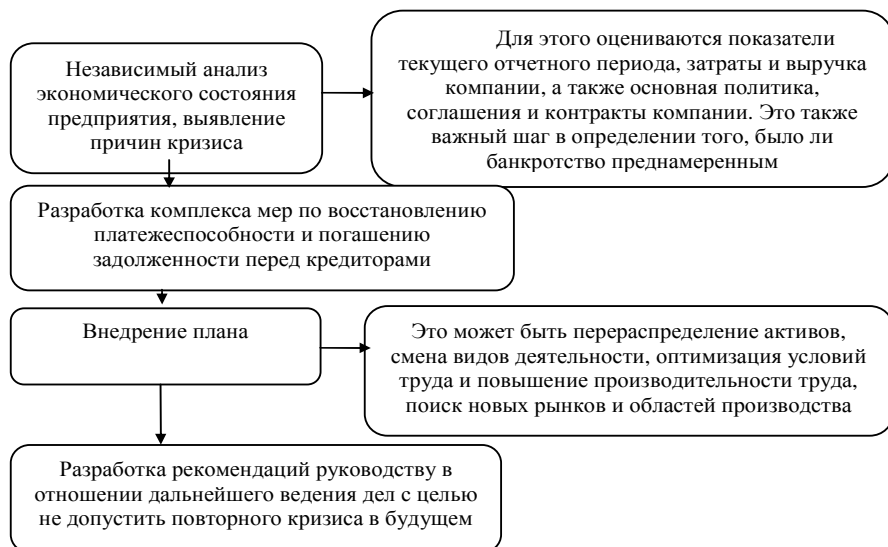 Независимый анализ
экономического состояния
предприятия, выявление
причин кризиса
Для этого оцениваются показатели
текущего отчетного периода, затраты и выручка
компании, а также основная политика,
соглашения и контракты компании. Это также
важный шаг в определении того, было ли
банкротство преднамеренным
Разработка комплекса мер по восстановлению
платежеспособности и погашению
задолженности перед кредиторами
Внедрение плана
Это может быть перераспределение активов,
смена видов деятельности, оптимизация условий
труда и повышение производительности труда,
поиск новых рынков и областей производства
Разработка рекомендаций руководству в
отношении дальнейшего ведения дел с целью
не допустить повторного кризиса в будущем